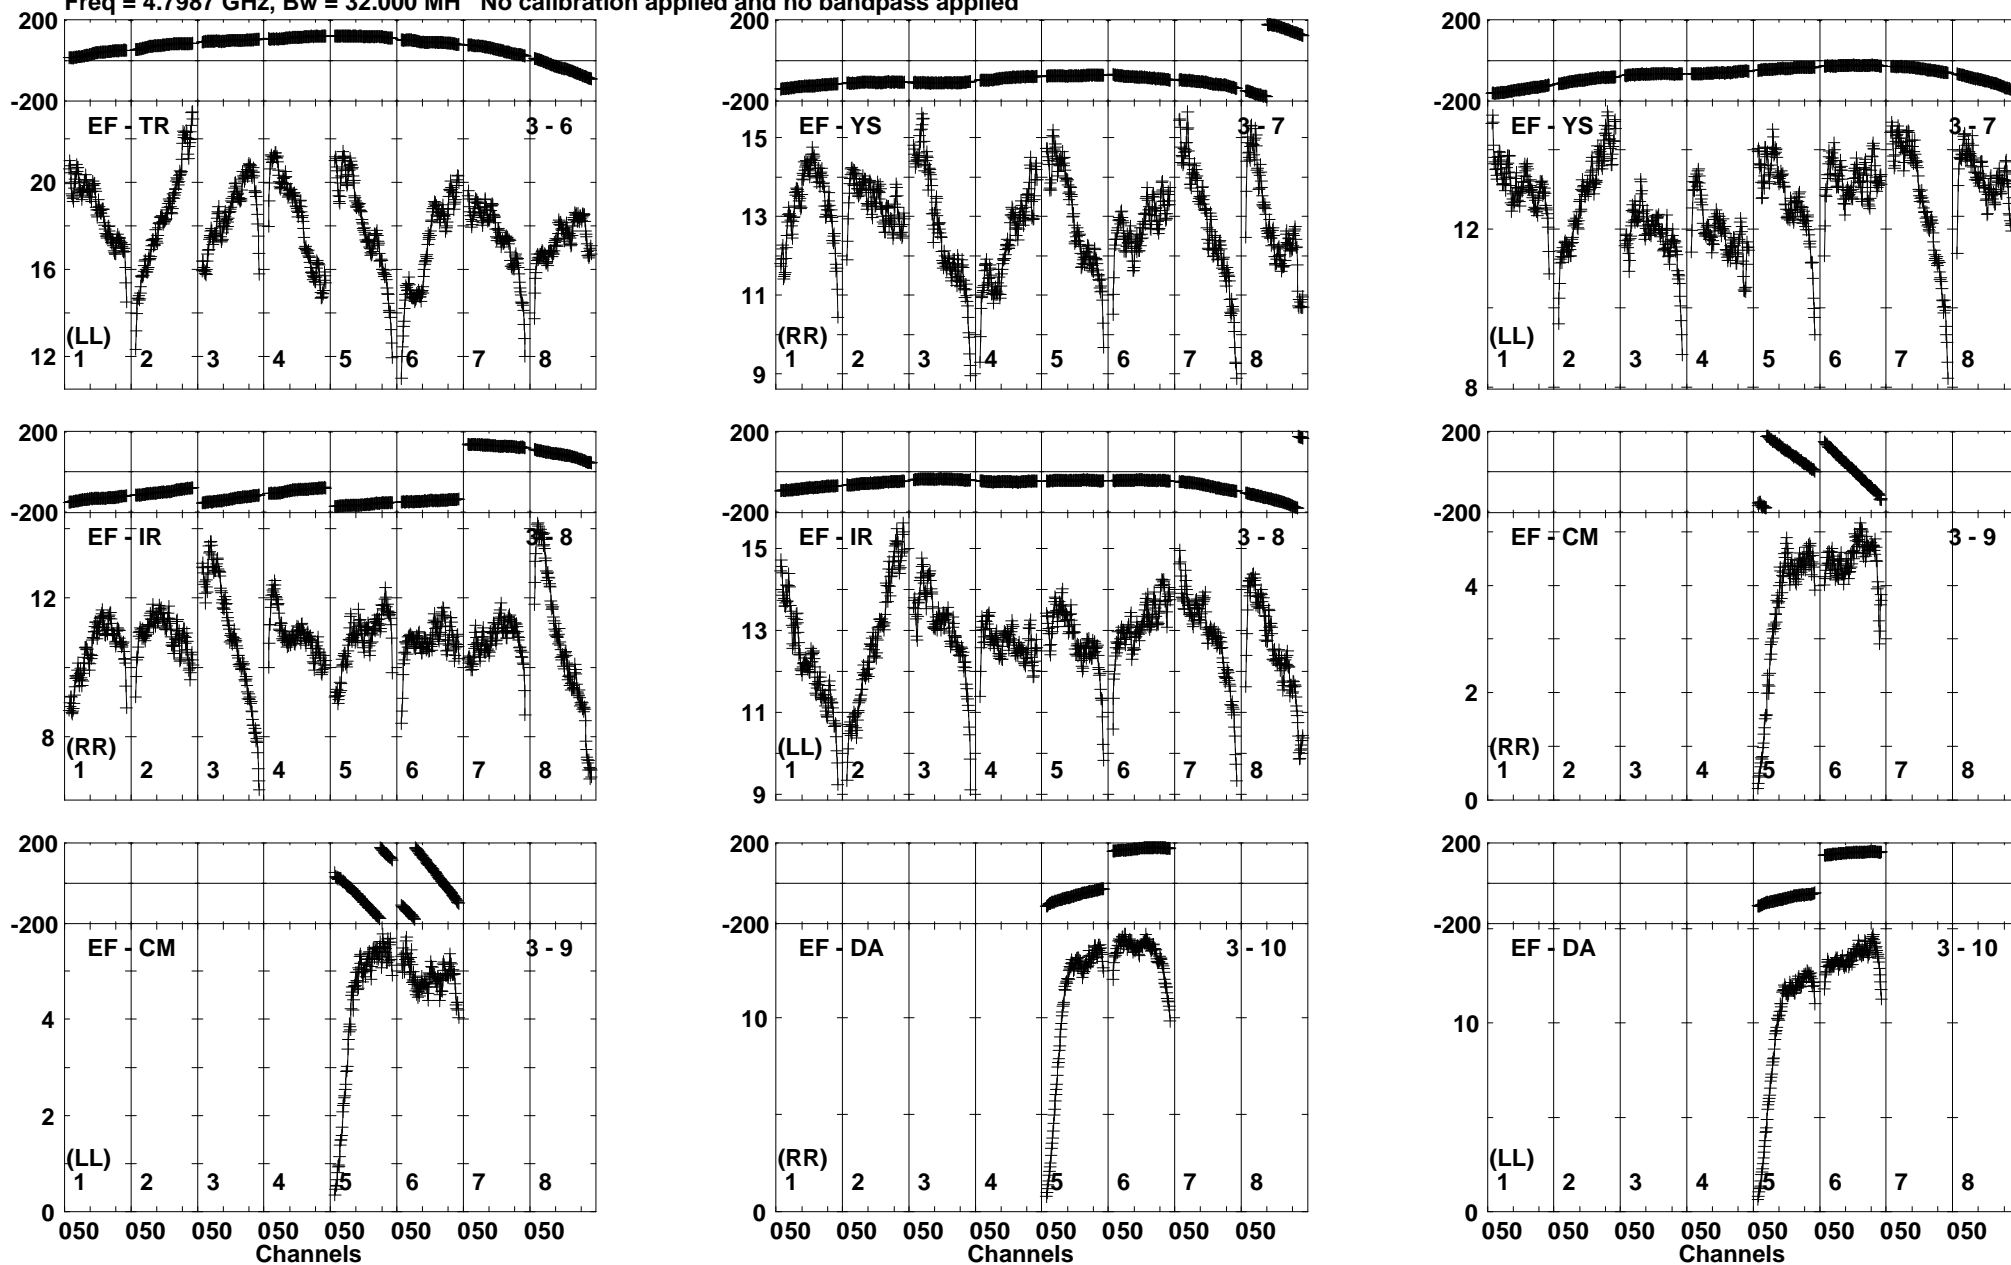 Freq = 4.7987 GHz, Bw = 32.000 MH No calibration applied and no bandpass applied
200 200 200
-200 -200 -200
EF - TR 3 - 6 EF - YS 3 - 7 EF - YS 3 - 7
20 15
16 13 12
12 11
9 8
(LL) (RR) (LL)
1 2 3 4 5 6 7 8 1 2 3 4 5 6 7 8 1 2 3 4 5 6 7 8
200 200 200
-200 -200 -200
EF - IR 3 - 8 EF - IR 3 - 8 EF - CM 3 - 9
12 15 4
8 13 2
11
9 0
(RR) (LL) (RR)
1 2 3 4 5 6 7 8 1 2 3 4 5 6 7 8 1 2 3 4 5 6 7 8
200 200 200
-200 -200 -200
EF - CM 3 - 9 EF - DA 3 - 10 EF - DA 3 - 10
4 10 10
2
(LL) (RR) (LL)
1 2 3 4 5 6 7 8 1 2 3 4 5 6 7 8 1 2 3 4 5 6 7 8
0 0 0
050 050 050 050 050 050 050 050 050 050 050 050 050 050 050 050 050 050 050 050 050 050 050 050
Channels Channels Channels